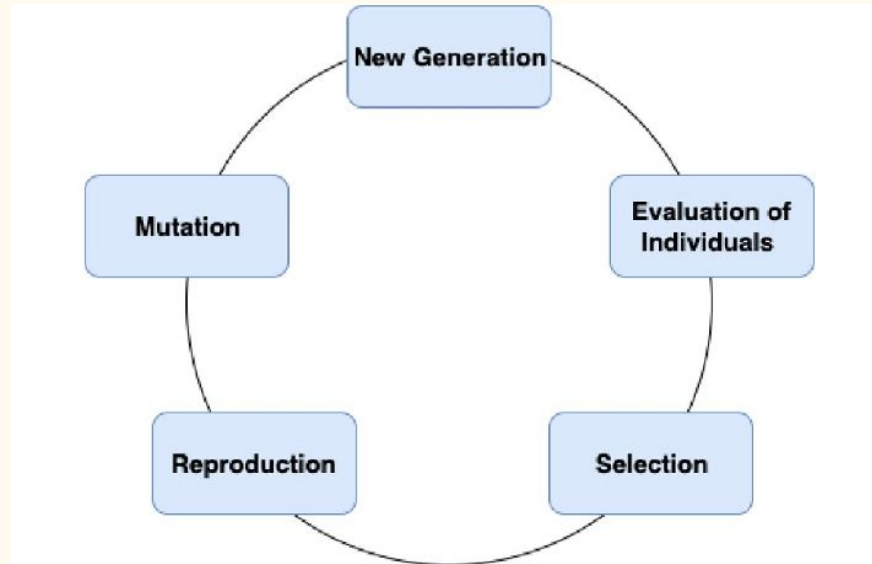 New Generation
Evaluation of
Individuals
Selection
Reproduction
Mutation